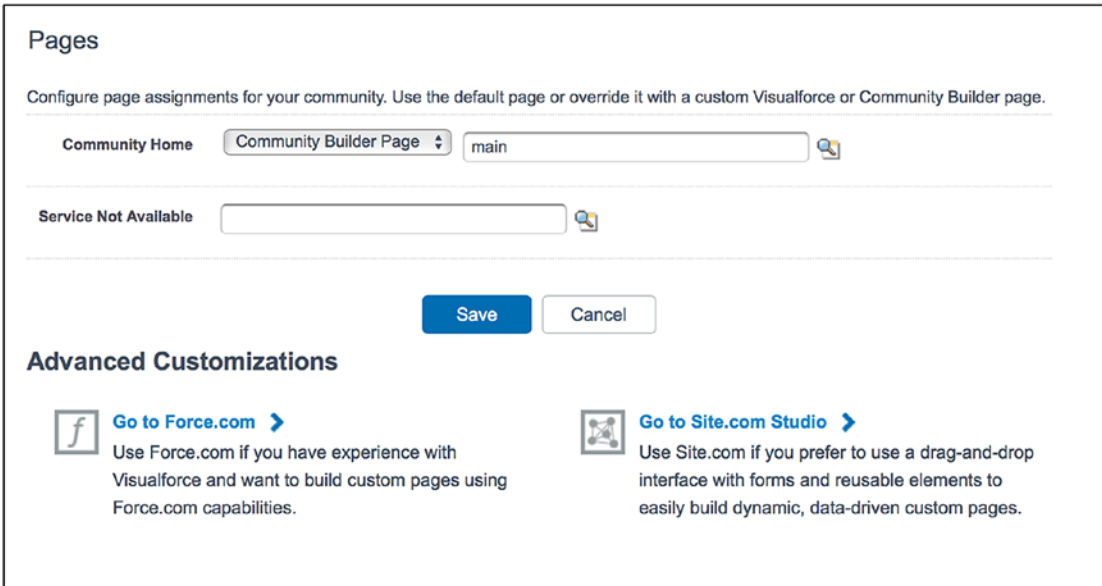 Pages
Configure page assignments for your community. Use the default page or override it with a custom Visualforce or Community Builder page.
Community Home Community Builder Page main
Service Not Available
Save Cancel
Advanced Customizations
Go to Force.com
Use Force.com if you have experience with
Visualforce and want to build custom pages using
Force.com capabilities.
Go to Site.com Studio
Use Site.com if you prefer to use a drag-and-drop
interface with forms and reusable elements to
easily build dynamic, data-driven custom pages.